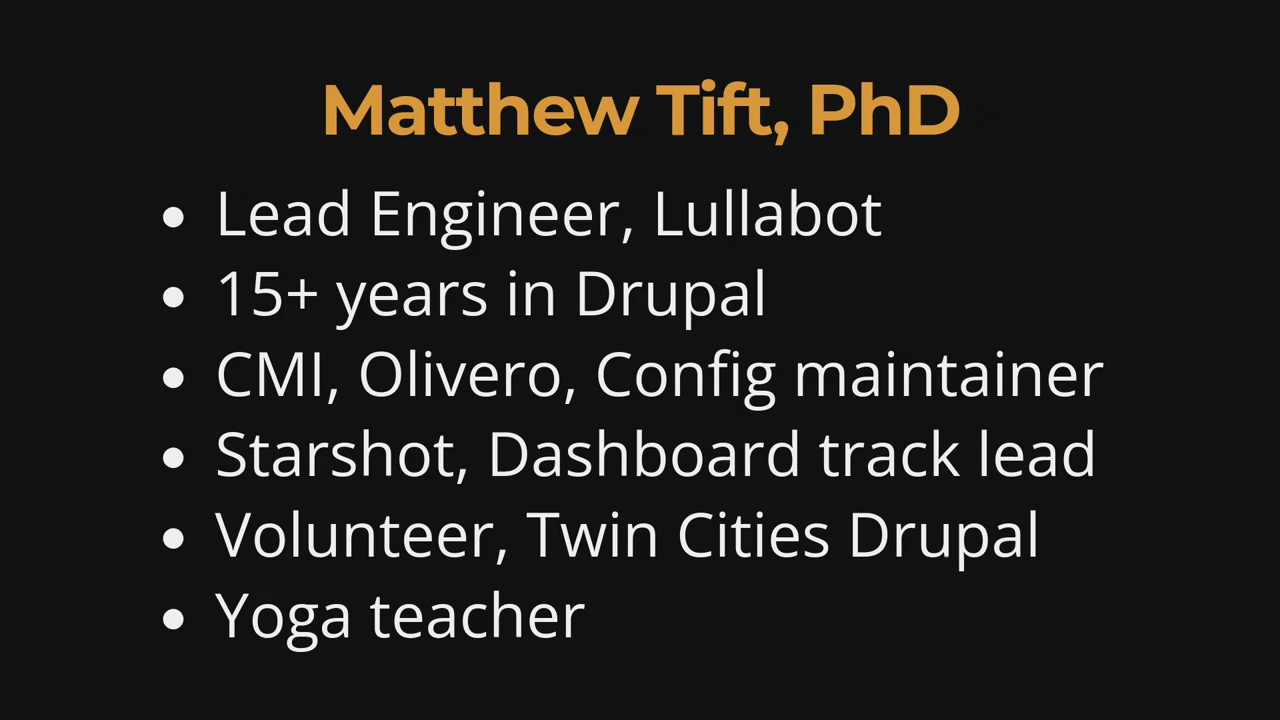 Matthew Tift, PhD
• Lead Engineer, Lullabot
• 15+ years in Drupal
• CMI, Olivero, Config maintainer
• Starshot, Dashboard track lead
• Volunteer, Twin Cities Drupal
• Yoga teacher